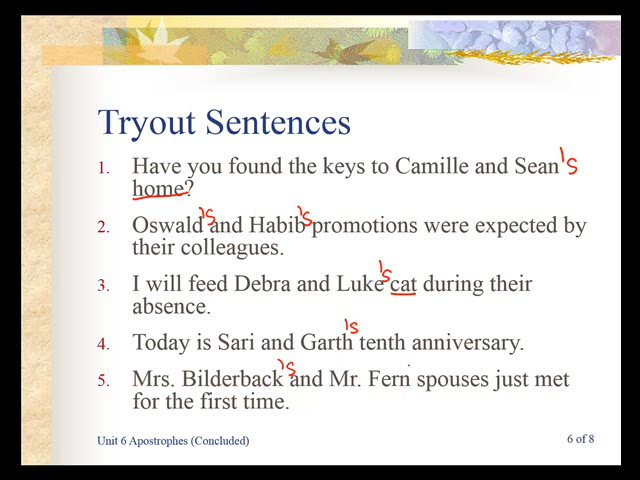 Tryout Sentences
1. Have you found the keys to Camille and Sean's
home?
2. Oswald's and Habib's promotions were expected by
their colleagues.
3. I will feed Debra and Luke's cat during their
absence.
4. Today is Sari and Garth's tenth anniversary.
5. Mrs. Bilderback's and Mr. Fern spouses just met
for the first time.
Unit 6 Apostrophes (Concluded)
6 of 8